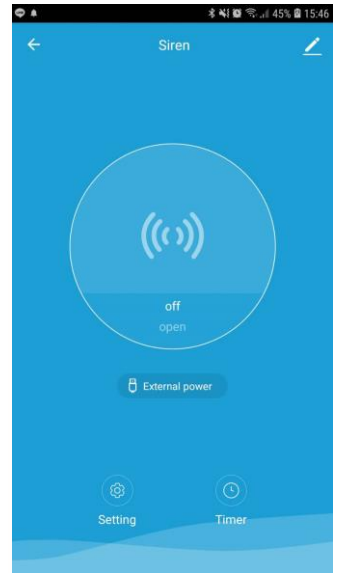 45% 15:46
Siren
off
open
External power
Setting
Timer